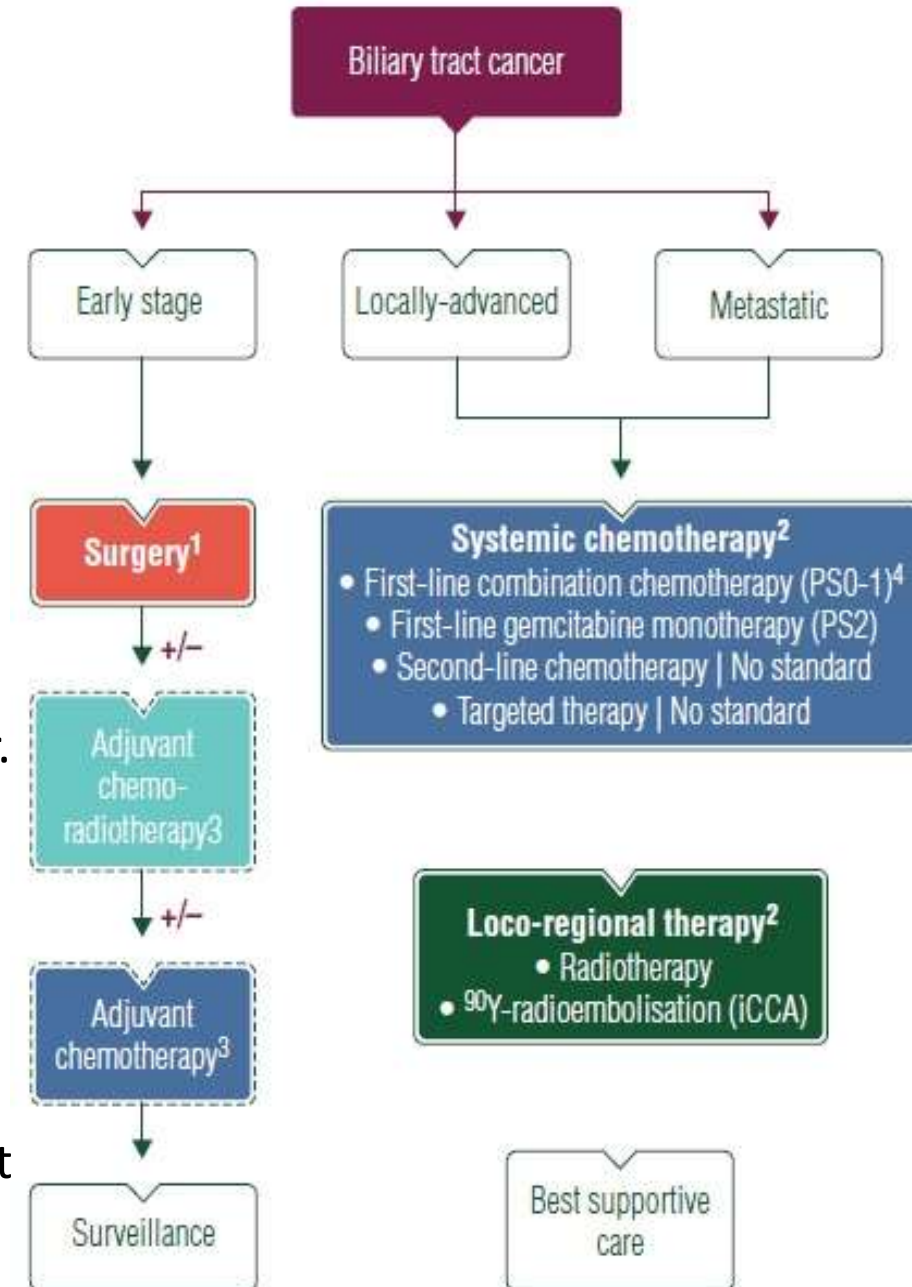 Biliary tract cancer
Early stage
Locally-advanced
Metastatic
Surgery¹
+/–
Adjuvant
chemo-
radiotherapy3
+/–
Adjuvant
chemotherapy³
Surveillance
Systemic chemotherapy²
• First-line combination chemotherapy (PS0-1)⁴
• First-line gemcitabine monotherapy (PS2)
• Second-line chemotherapy | No standard
• Targeted therapy | No standard
Loco-regional therapy²
• Radiotherapy
• ⁹⁰Y-radioembolisation (iCCA)
Best supportive
care